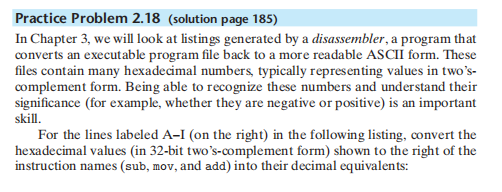 Practice Problem 2.18 (solution page 185)
In Chapter 3, we will look at listings generated by a disassembler, a program that
converts an executable program file back to a more readable ASCII form. These
files contain many hexadecimal numbers, typically representing values in two's-
complement form. Being able to recognize these numbers and understand their
significance (for example, whether they are negative or positive) is an important
skill.
For the lines labeled A–I (on the right) in the following listing, convert the
hexadecimal values (in 32-bit two's-complement form) shown to the right of the
instruction names (sub, mov, and add) into their decimal equivalents: